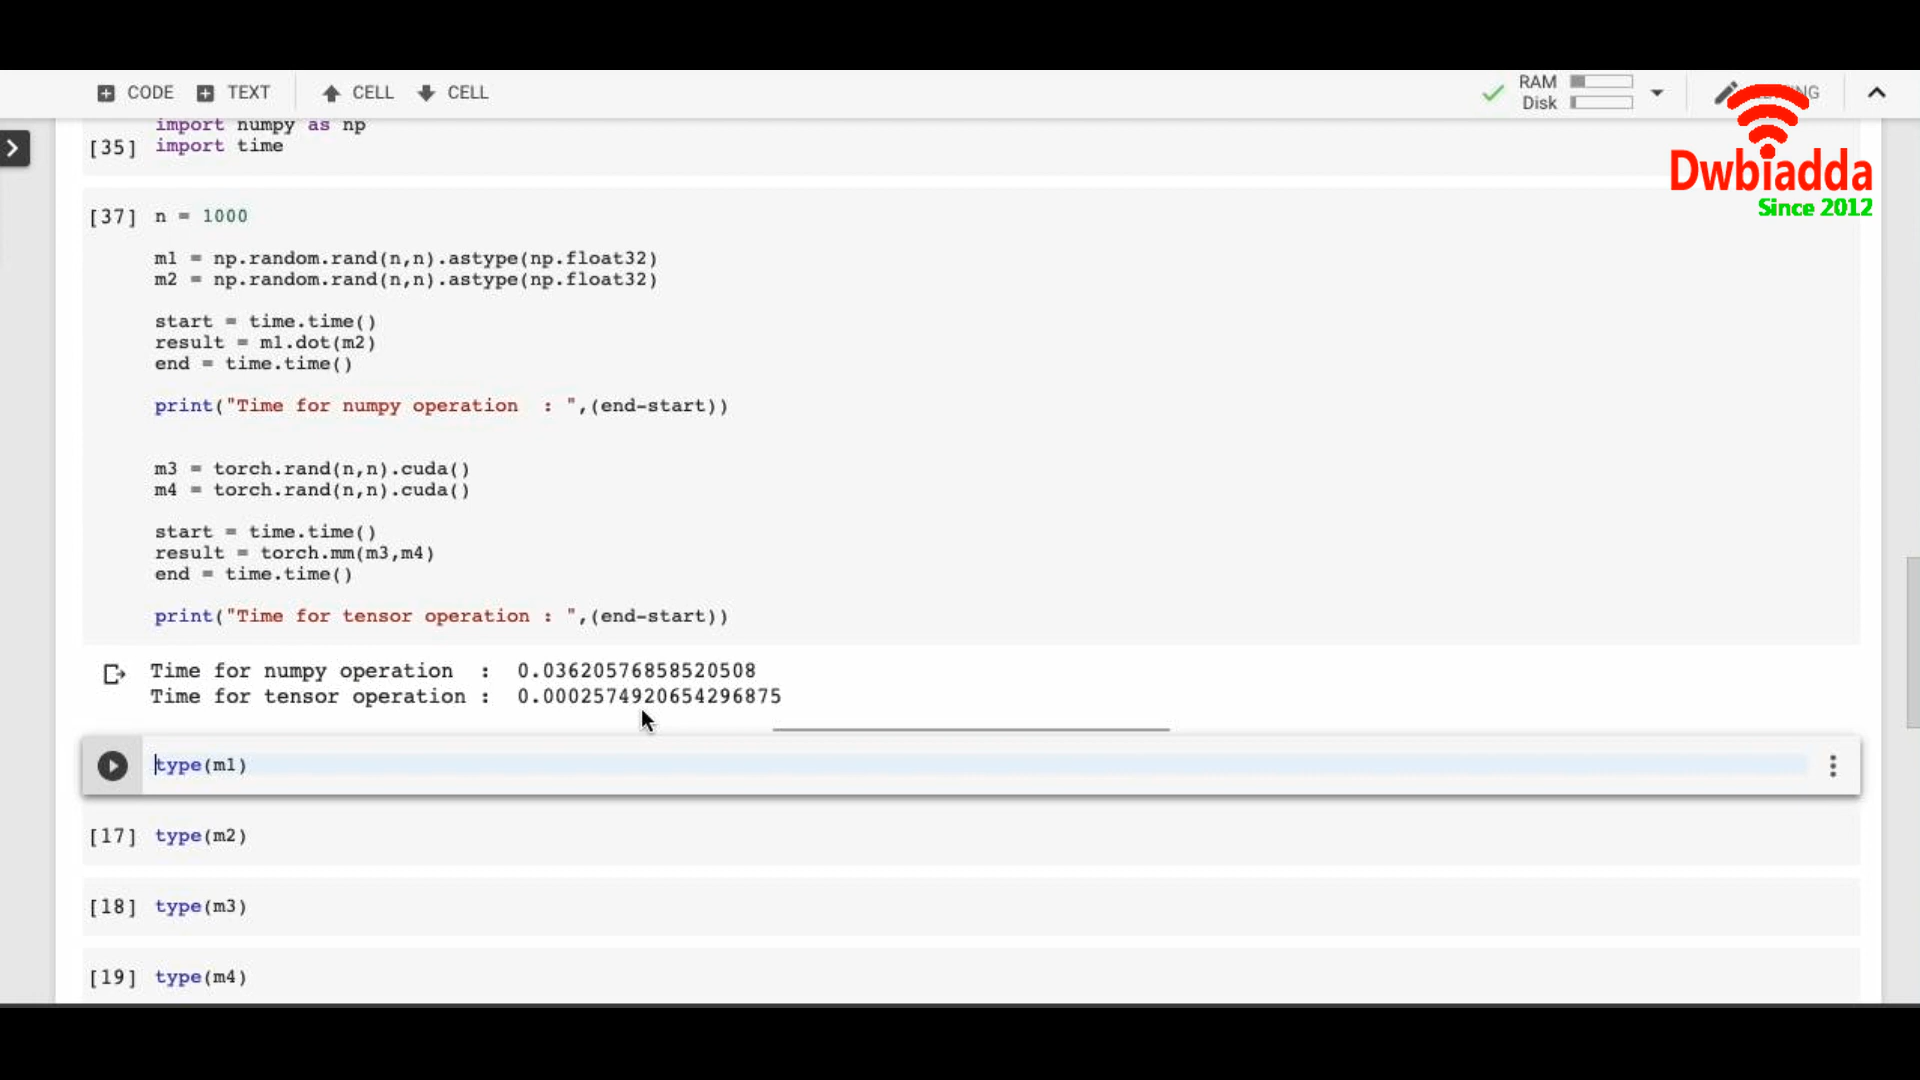 CODE TEXT CELL CELL
RAM
Disk
import numpy as np
[35] import time
Dwbiadda
Since 2012
[37] n = 1000
m1 = np.random.rand(n,n).astype(np.float32)
m2 = np.random.rand(n,n).astype(np.float32)
start = time.time()
result = m1.dot(m2)
end = time.time()
print("Time for numpy operation  : ",(end-start))
m3 = torch.rand(n,n).cuda()
m4 = torch.rand(n,n).cuda()
start = time.time()
result = torch.mm(m3,m4)
end = time.time()
print("Time for tensor operation : ",(end-start))
Time for numpy operation  :  0.03620576858520508
Time for tensor operation :  0.0002574920654296875
type(m1)
[17] type(m2)
[18] type(m3)
[19] type(m4)